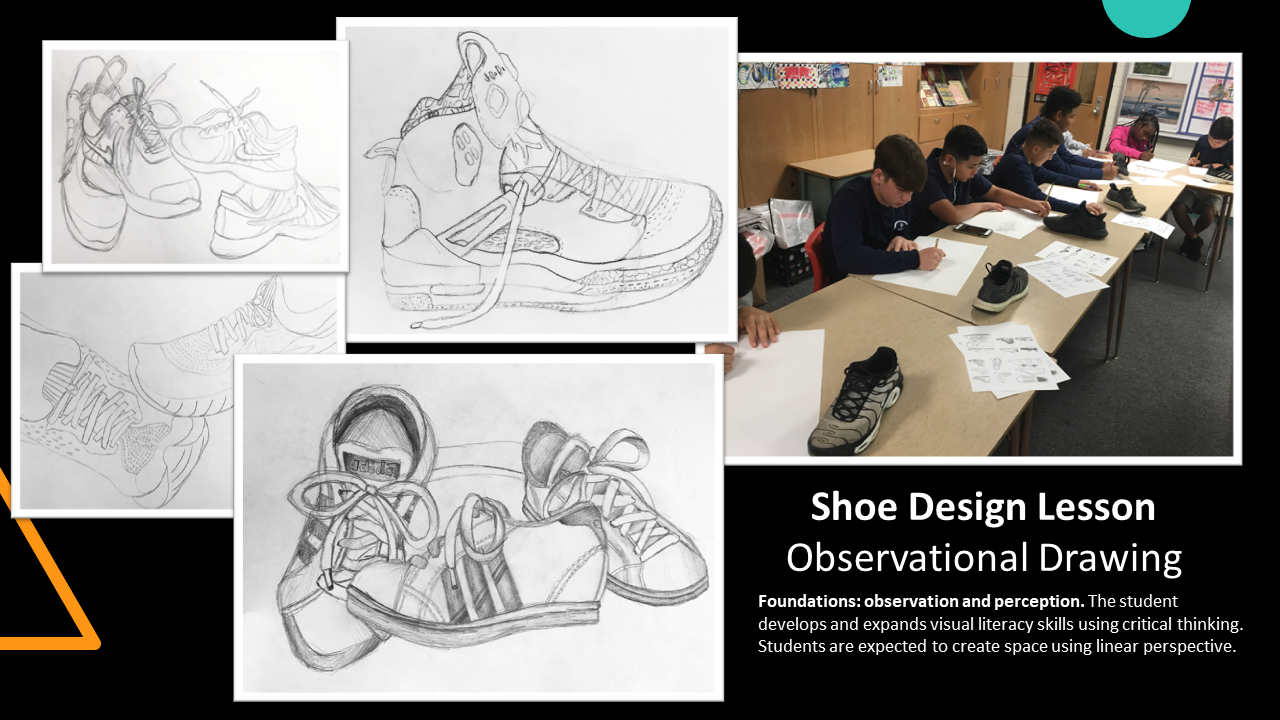 Shoe Design Lesson
Observational Drawing
Foundations: observation and perception. The student
develops and expands visual literacy skills using critical thinking.
Students are expected to create space using linear perspective.